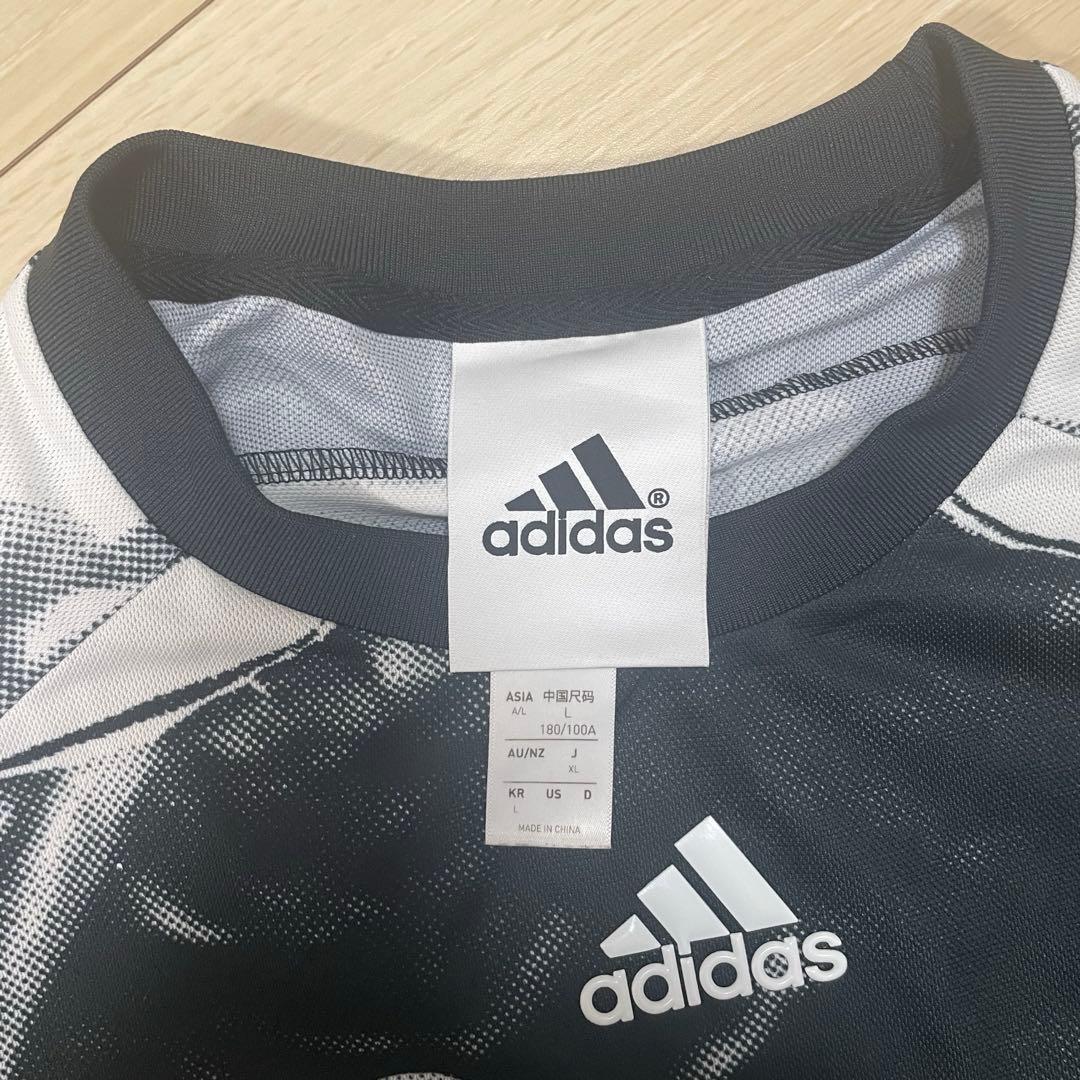 adidas®
ASIA 中国尺码
A/L L
180/100A
AU/NZ J
XL
KR US D
L
MADE IN CHINA
adidas